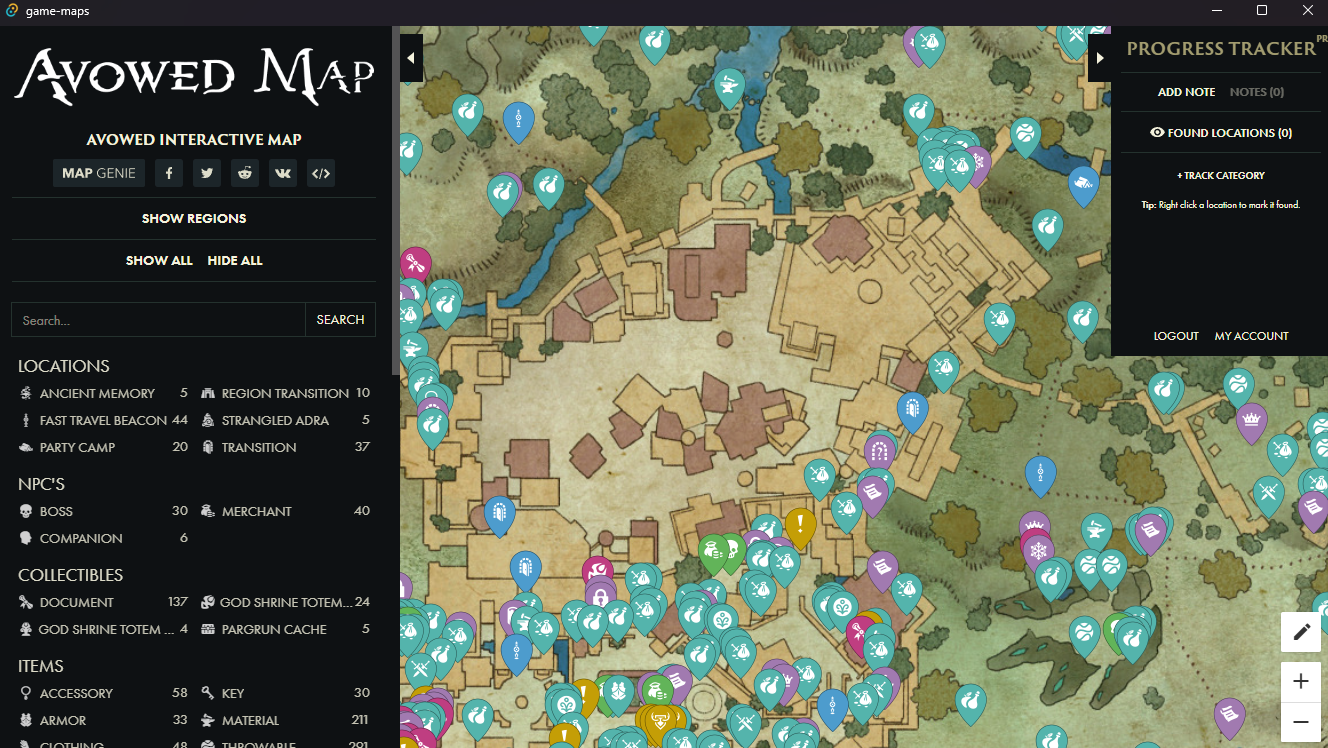 game-maps
AVOWED MAP
AVOWED INTERACTIVE MAP
MAP GENIE
SHOW REGIONS
SHOW ALL HIDE ALL
Search... SEARCH
LOCATIONS
ANCIENT MEMORY 5 REGION TRANSITION 10
FAST TRAVEL BEACON 44 STRANGLED ADRA 5
PARTY CAMP 20 TRANSITION 37
NPC'S
BOSS 30 MERCHANT 40
COMPANION 6
COLLECTIBLES
DOCUMENT 137 GOD SHRINE TOTEM... 24
GOD SHRINE TOTEM ... 4 PARGRUN CACHE 5
ITEMS
ACCESSORY 58 KEY 30
ARMOR 33 MATERIAL 211
CLOTHING 48 THROWABLE 291
PROGRESS TRACKER PR
ADD NOTE NOTES (0)
FOUND LOCATIONS (0)
+ TRACK CATEGORY
Tip: Right click a location to mark it found.
LOGOUT MY ACCOUNT